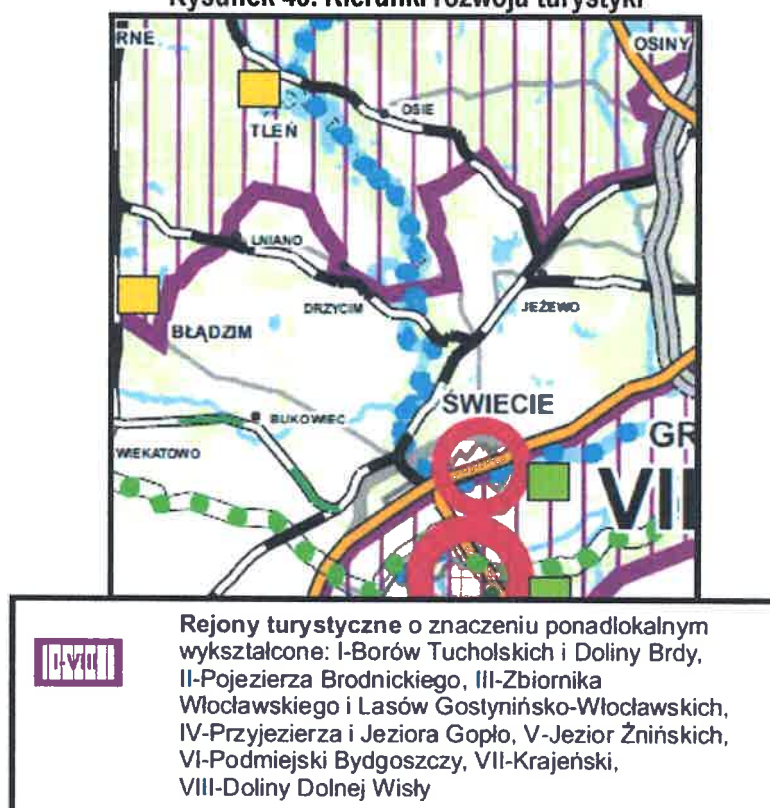 Rysunek 40. Kierunki rozwoju turystyki
RNE
OSINY
OSIE
TLEŃ
LNIANO
DRZYCIM
JEŻEWO
BŁĄDZIM
ŚWIECIE
BUKOWIEC
GR
WIEKATOWO
VII
I-VIII
Rejony turystyczne o znaczeniu ponadlokalnym
wykształcone: I-Borów Tucholskich i Doliny Brdy,
II-Pojezierza Brodnickiego, III-Zbiornika
Włocławskiego i Lasów Gostynińsko-Włocławskich,
IV-Przyjezierza i Jeziora Gopło, V-Jezior Żnińskich,
VI-Podmiejski Bydgoszczy, VII-Krajeński,
VIII-Doliny Dolnej Wisły